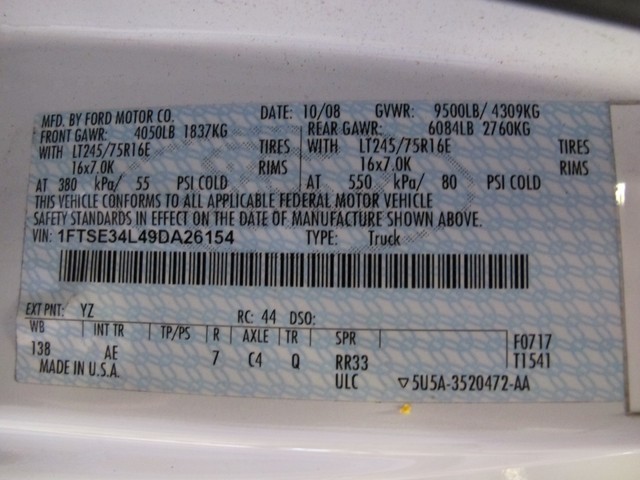 MFD. BY FORD MOTOR CO. DATE: 10/08 GVWR: 9500LB/ 4309KG
FRONT GAWR: 4050LB 1837KG REAR GAWR: 6084LB 2760KG
WITH LT245/75R16E TIRES WITH LT245/75R16E TIRES
16x7.0K RIMS 16x7.0K RIMS
AT 380 kPa/ 55 PSI COLD AT 550 kPa/ 80 PSI COLD
THIS VEHICLE CONFORMS TO ALL APPLICABLE FEDERAL MOTOR VEHICLE
SAFETY STANDARDS IN EFFECT ON THE DATE OF MANUFACTURE SHOWN ABOVE.
VIN: 1FTSE34L49DA26154 TYPE: Truck
EXT PNT: YZ RC: 44 DSO:
WB INT TR TP/PS R AXLE TR SPR F0717
138 AE 7 C4 Q RR33 T1541
MADE IN U.S.A. ULC ▽5U5A-3520472-AA